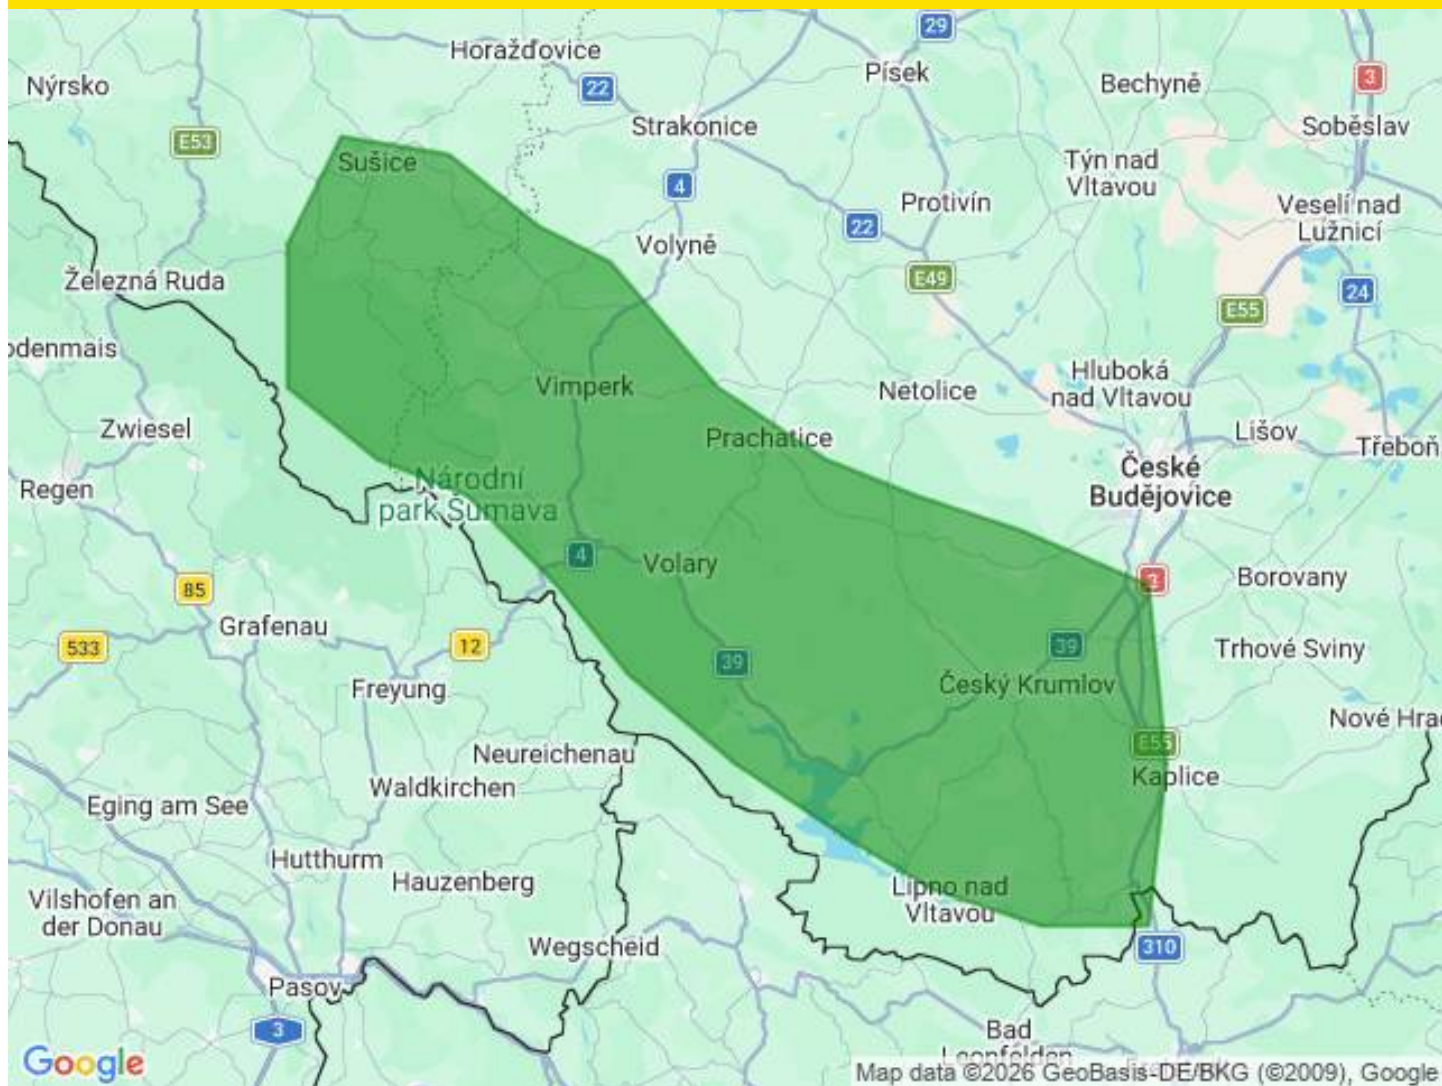 29
Horažďovice
Písek
Nýrsko
22
Bechyně
3
Strakonice
Soběslav
E53
Sušice
Týn nad
Vltavou
4
Protivín
Veselí nad
Lužnicí
22
Volyně
Železná Ruda
E49
24
E55
odenmais
Vimperk
Netolice
Hluboká
nad Vltavou
Zwiesel
Prachatice
Lišov
Třeboň
České
Budějovice
Regen
Národní
park Šumava
4
Volary
3
Borovany
85
Grafenau
12
533
39
39
Trhové Sviny
Freyung
Český Krumlov
Nové Hra
Neureichenau
E55
Kaplice
Waldkirchen
Eging am See
Hutthurm
Hauzenberg
Lipno nad
Vltavou
Vilshofen an
der Donau
Wegscheid
310
Pasov
3
Bad
Leonfelden
Google
Map data ©2026 GeoBasis-DE/BKG (©2009), Google